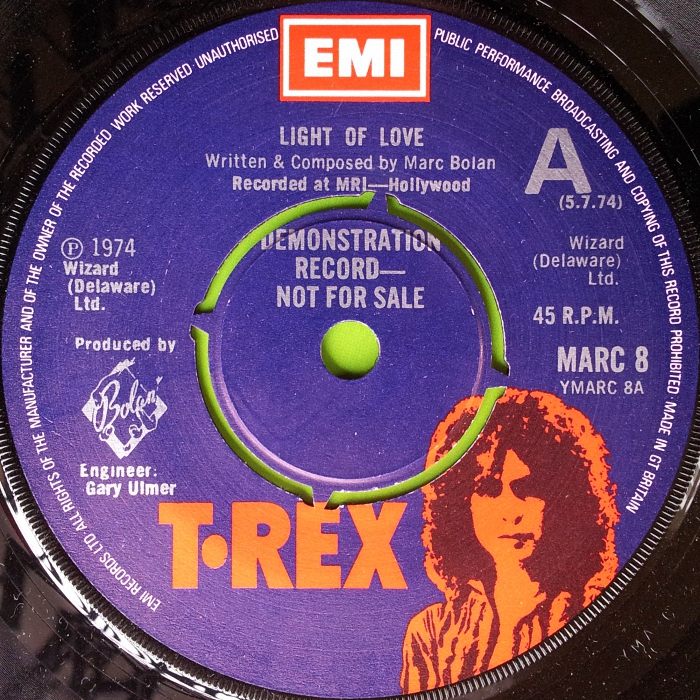 EMI
EMI RECORDS LTD ALL RIGHTS OF THE MANUFACTURER AND OF THE OWNER OF THE RECORDED WORK RESERVED · UNAUTHORISED PUBLIC PERFORMANCE BROADCASTING AND COPYING OF THIS RECORD PROHIBITED · MADE IN GT BRITAIN
LIGHT OF LOVE
Written & Composed by Marc Bolan
Recorded at MRI—Hollywood
A
(5.7.74)
DEMONSTRATION
RECORD—
NOT FOR SALE
Ⓟ 1974
Wizard
(Delaware)
Ltd.
Wizard
(Delaware)
Ltd.
45 R.P.M.
Produced by
Bolan
MARC 8
YMARC 8A
Engineer:
Gary Ulmer
T·REX